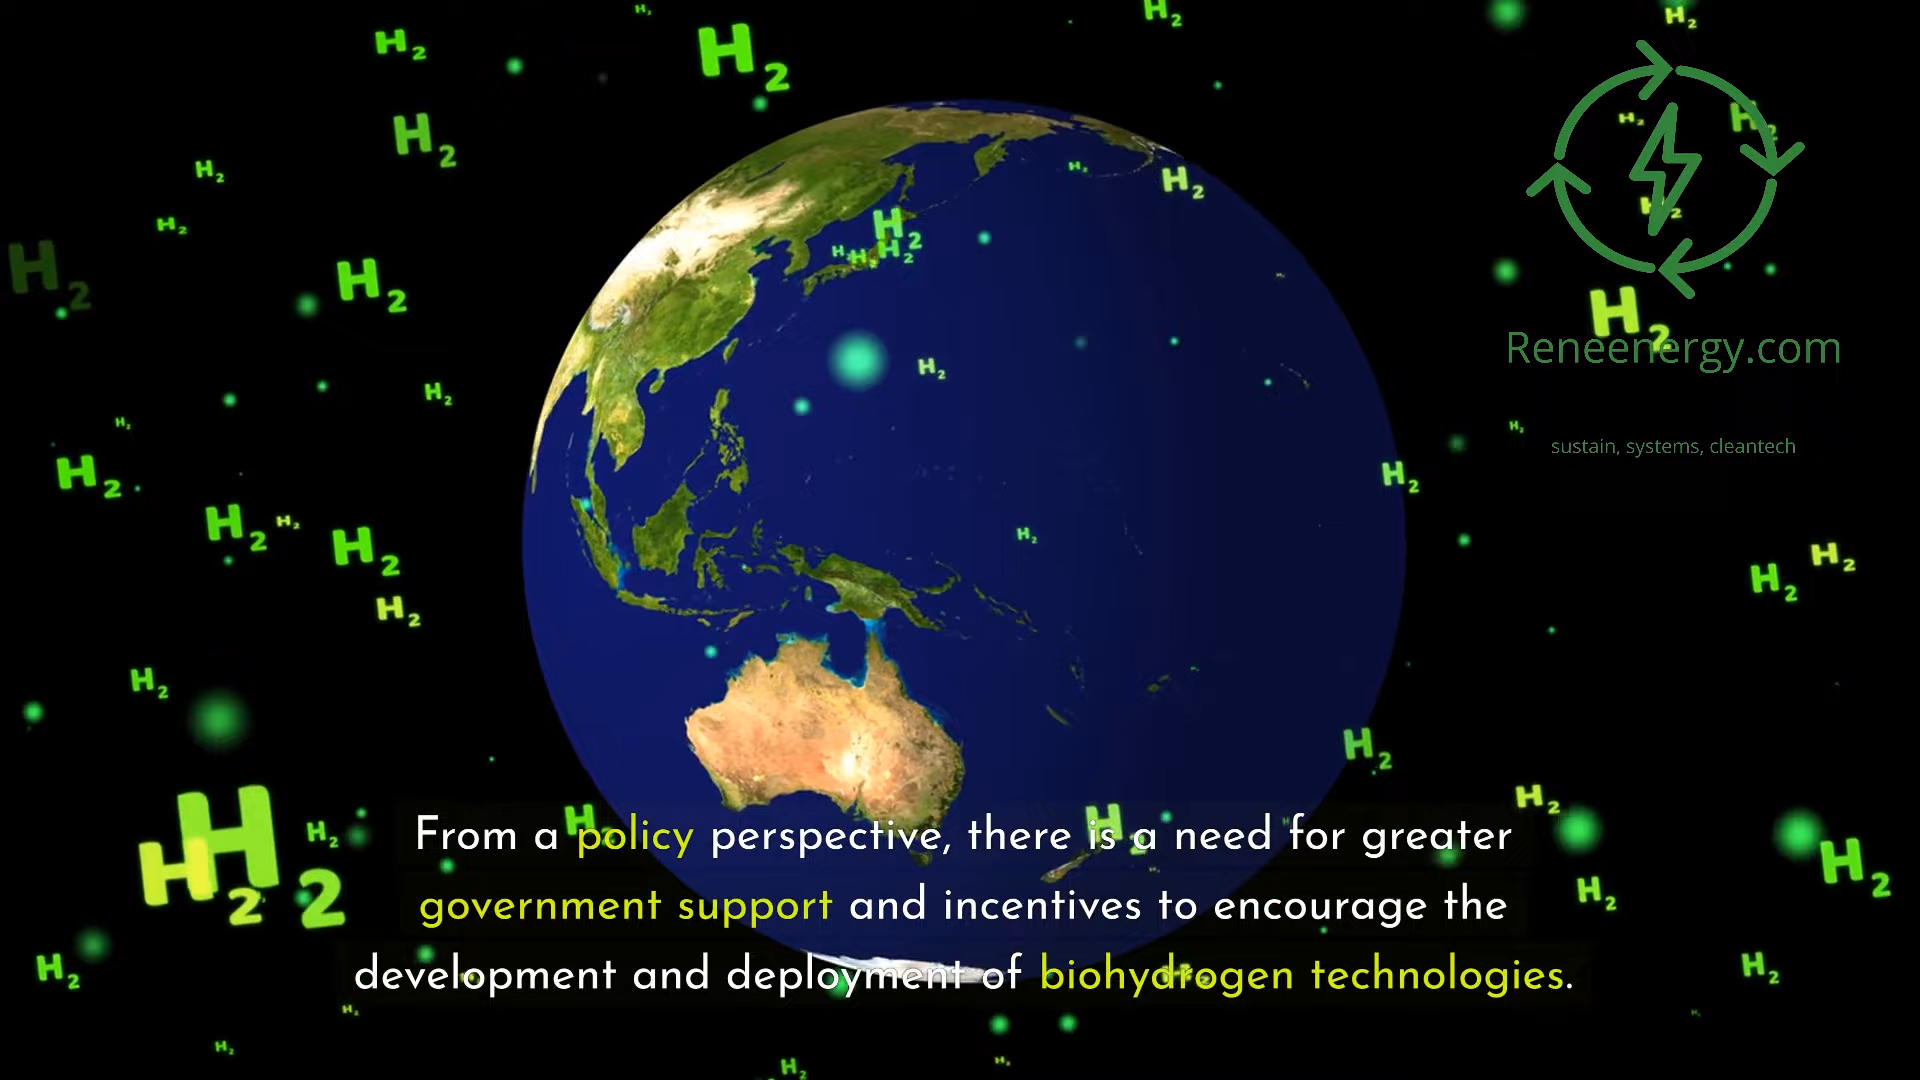 Reneenergy.com
sustain, systems, cleantech
From a policy perspective, there is a need for greater
government support and incentives to encourage the
development and deployment of biohydrogen technologies.
H₂